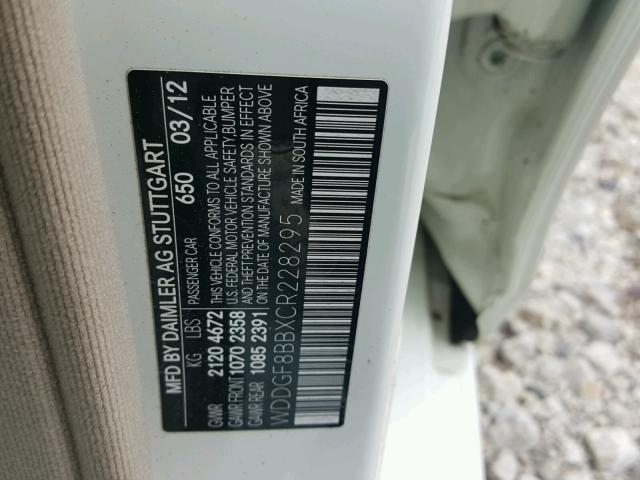 MFD BY DAIMLER AG STUTTGART
650 03/12
KG LBS PASSENGER CAR
GVWR 2120 4672
GAWR FRONT 1070 2358
GAWR REAR 1085 2391
THIS VEHICLE CONFORMS TO ALL APPLICABLE
U.S. FEDERAL MOTOR VEHICLE SAFETY, BUMPER
AND THEFT PREVENTION STANDARDS IN EFFECT
ON DATE OF MANUFACTURE SHOWN ABOVE
WDDGF8BBXCR228295
MADE IN SOUTH AFRICA